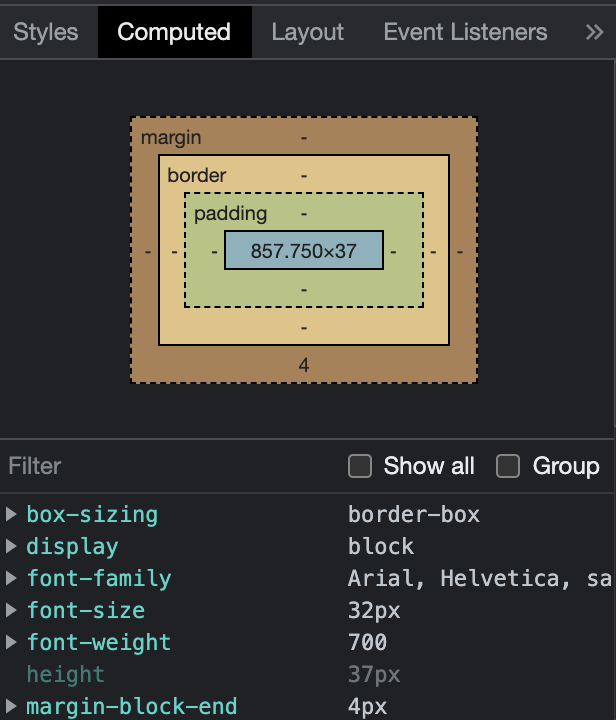 Styles Computed Layout Event Listeners »
margin -
border -
padding -
- - - 857.750×37 - - -
-
-
4
Filter Show all Group
box-sizing border-box
display block
font-family Arial, Helvetica, sa
font-size 32px
font-weight 700
height 37px
margin-block-end 4px